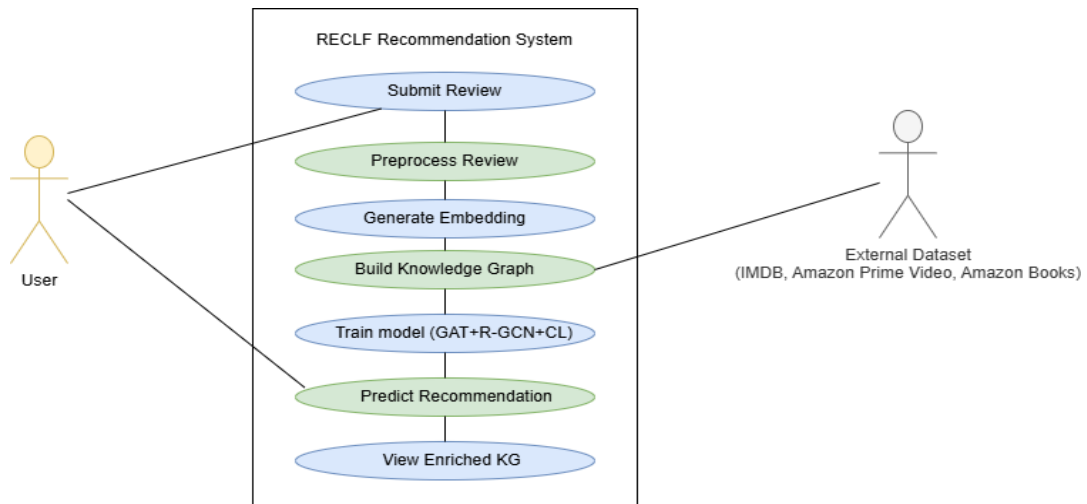 RECLF Recommendation System
Submit Review
Preprocess Review
Generate Embedding
Build Knowledge Graph
Train model (GAT+R-GCN+CL)
Predict Recommendation
View Enriched KG
User
External Dataset
(IMDB, Amazon Prime Video, Amazon Books)